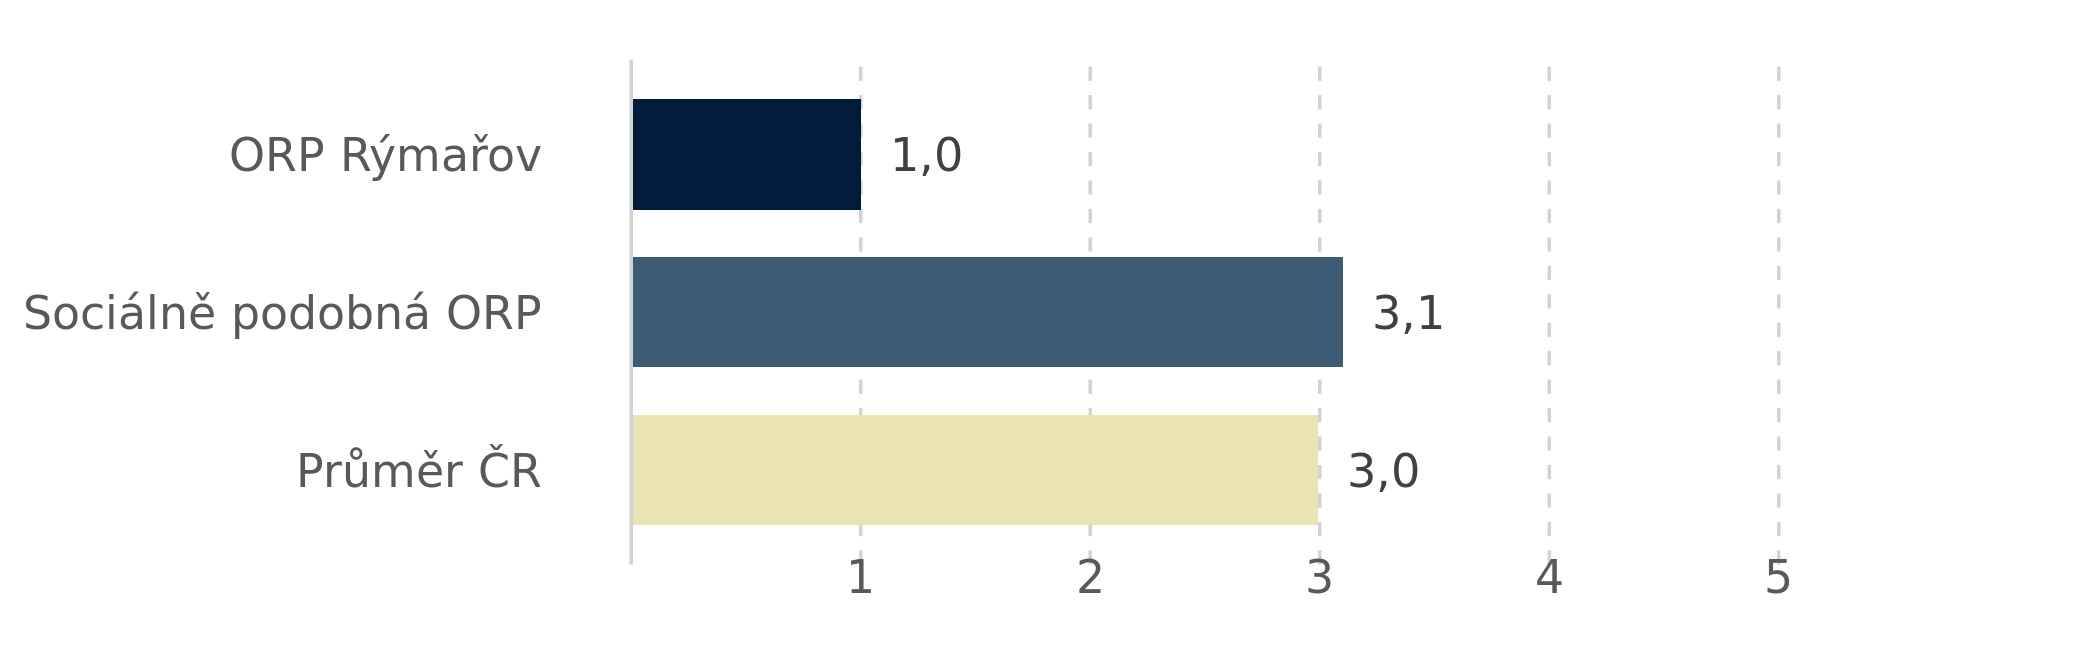 ORP Rýmařov 1,0
Sociálně podobná ORP 3,1
Průměr ČR 3,0
1 2 3 4 5